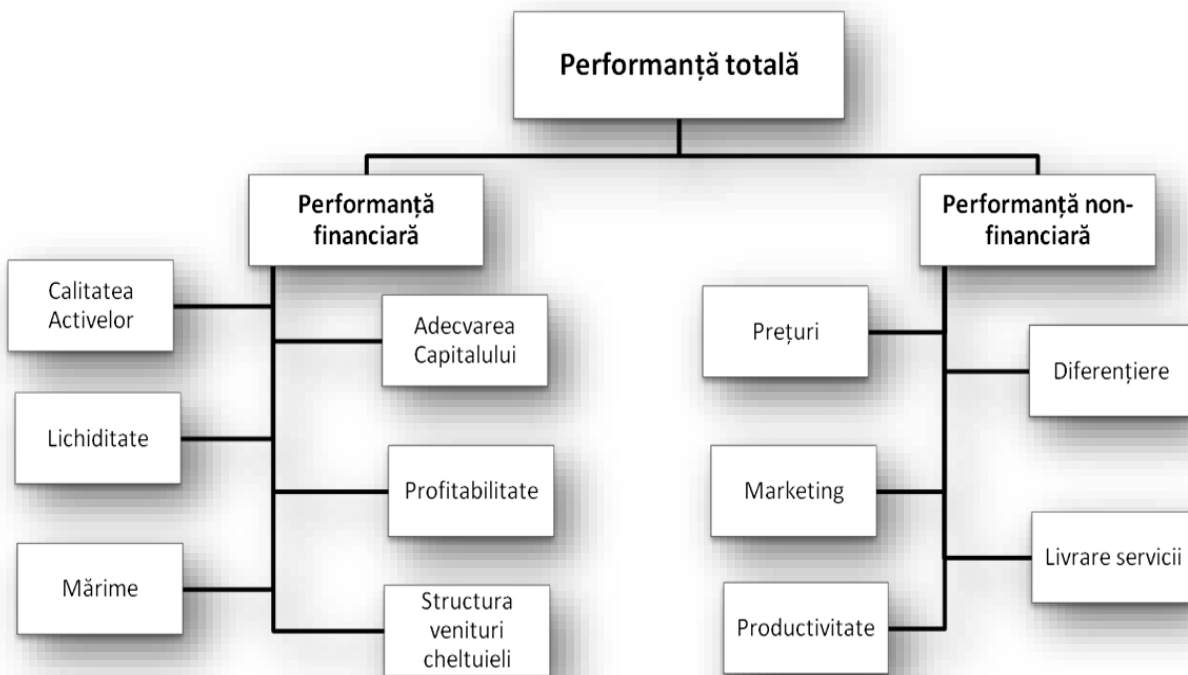 Performanță totală
Performanță
financiară
Performanță non-
financiară
Calitatea
Activelor
Adecvarea
Capitalului
Lichiditate
Profitabilitate
Mărime
Structura
venituri
cheltuieli
Prețuri
Diferențiere
Marketing
Livrare servicii
Productivitate